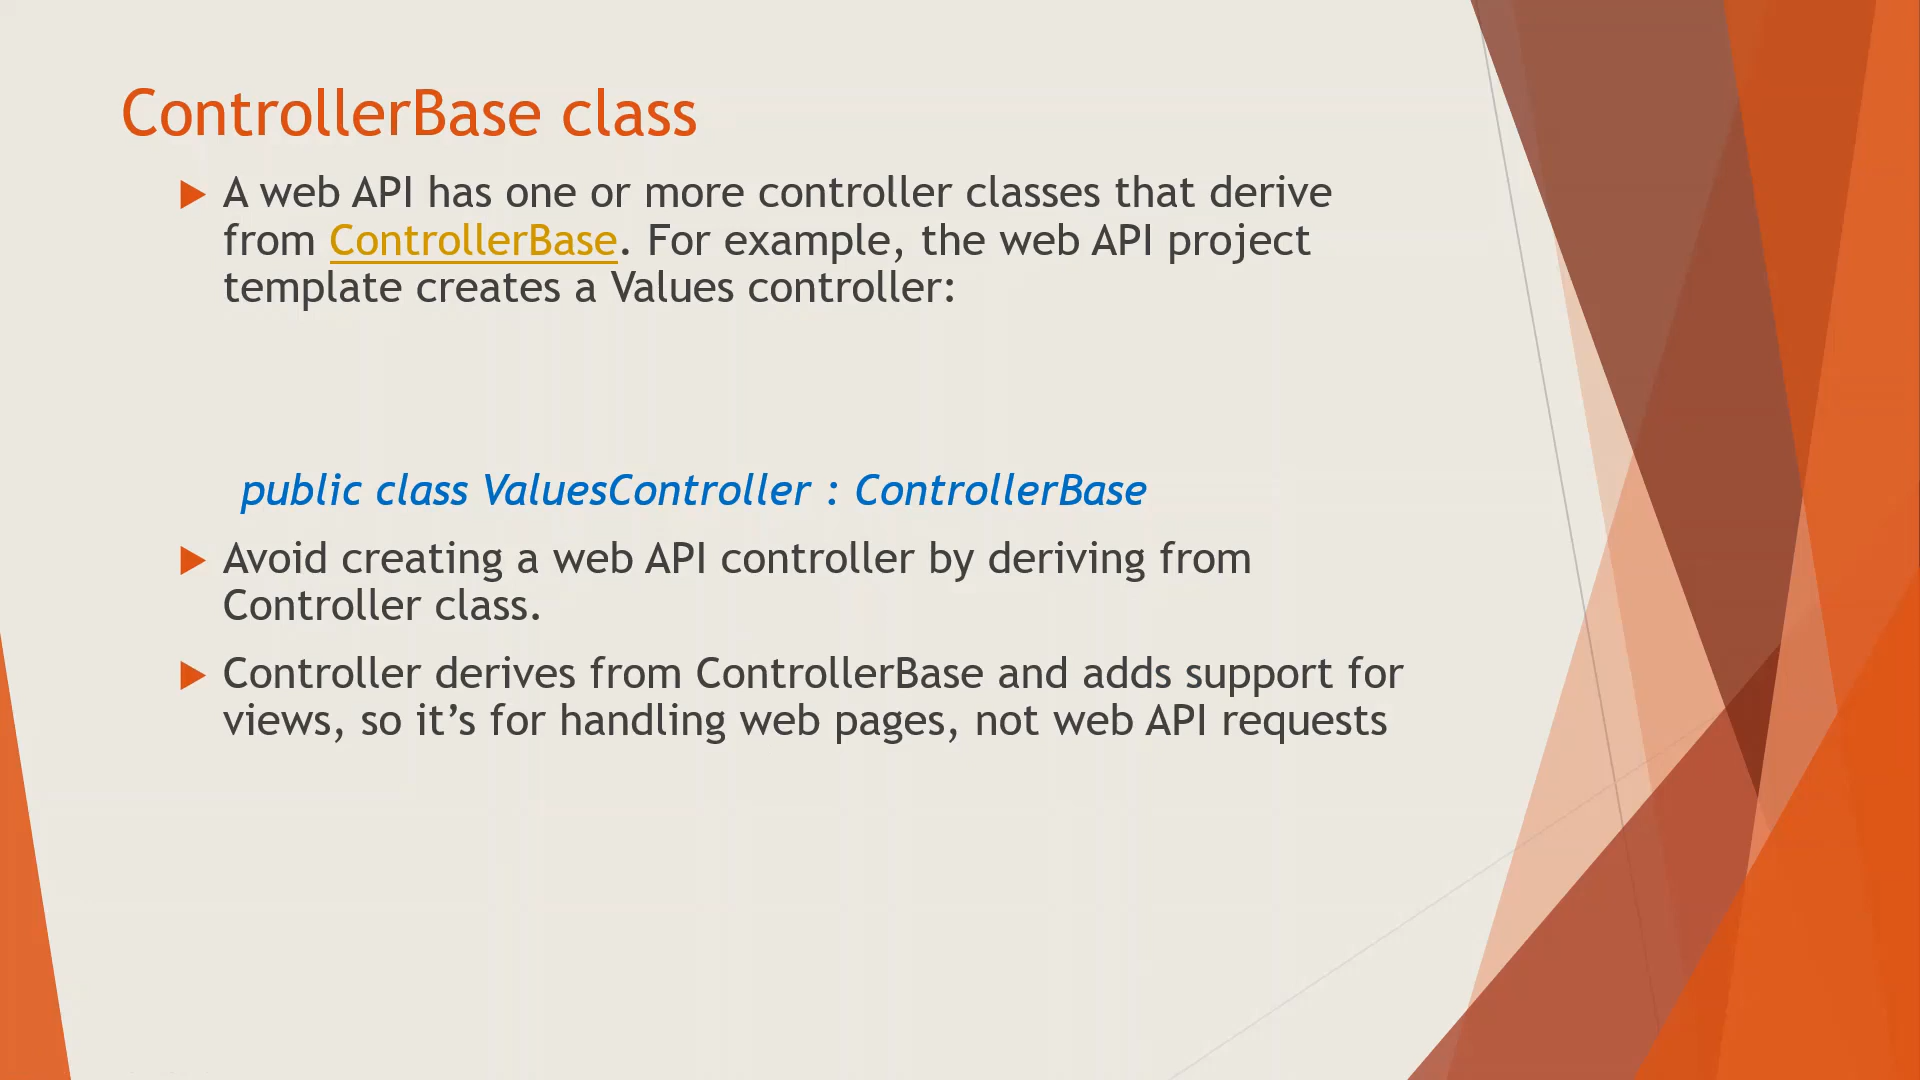 ControllerBase class
A web API has one or more controller classes that derive
from ControllerBase. For example, the web API project
template creates a Values controller:
public class ValuesController : ControllerBase
Avoid creating a web API controller by deriving from
Controller class.
Controller derives from ControllerBase and adds support for
views, so it’s for handling web pages, not web API requests